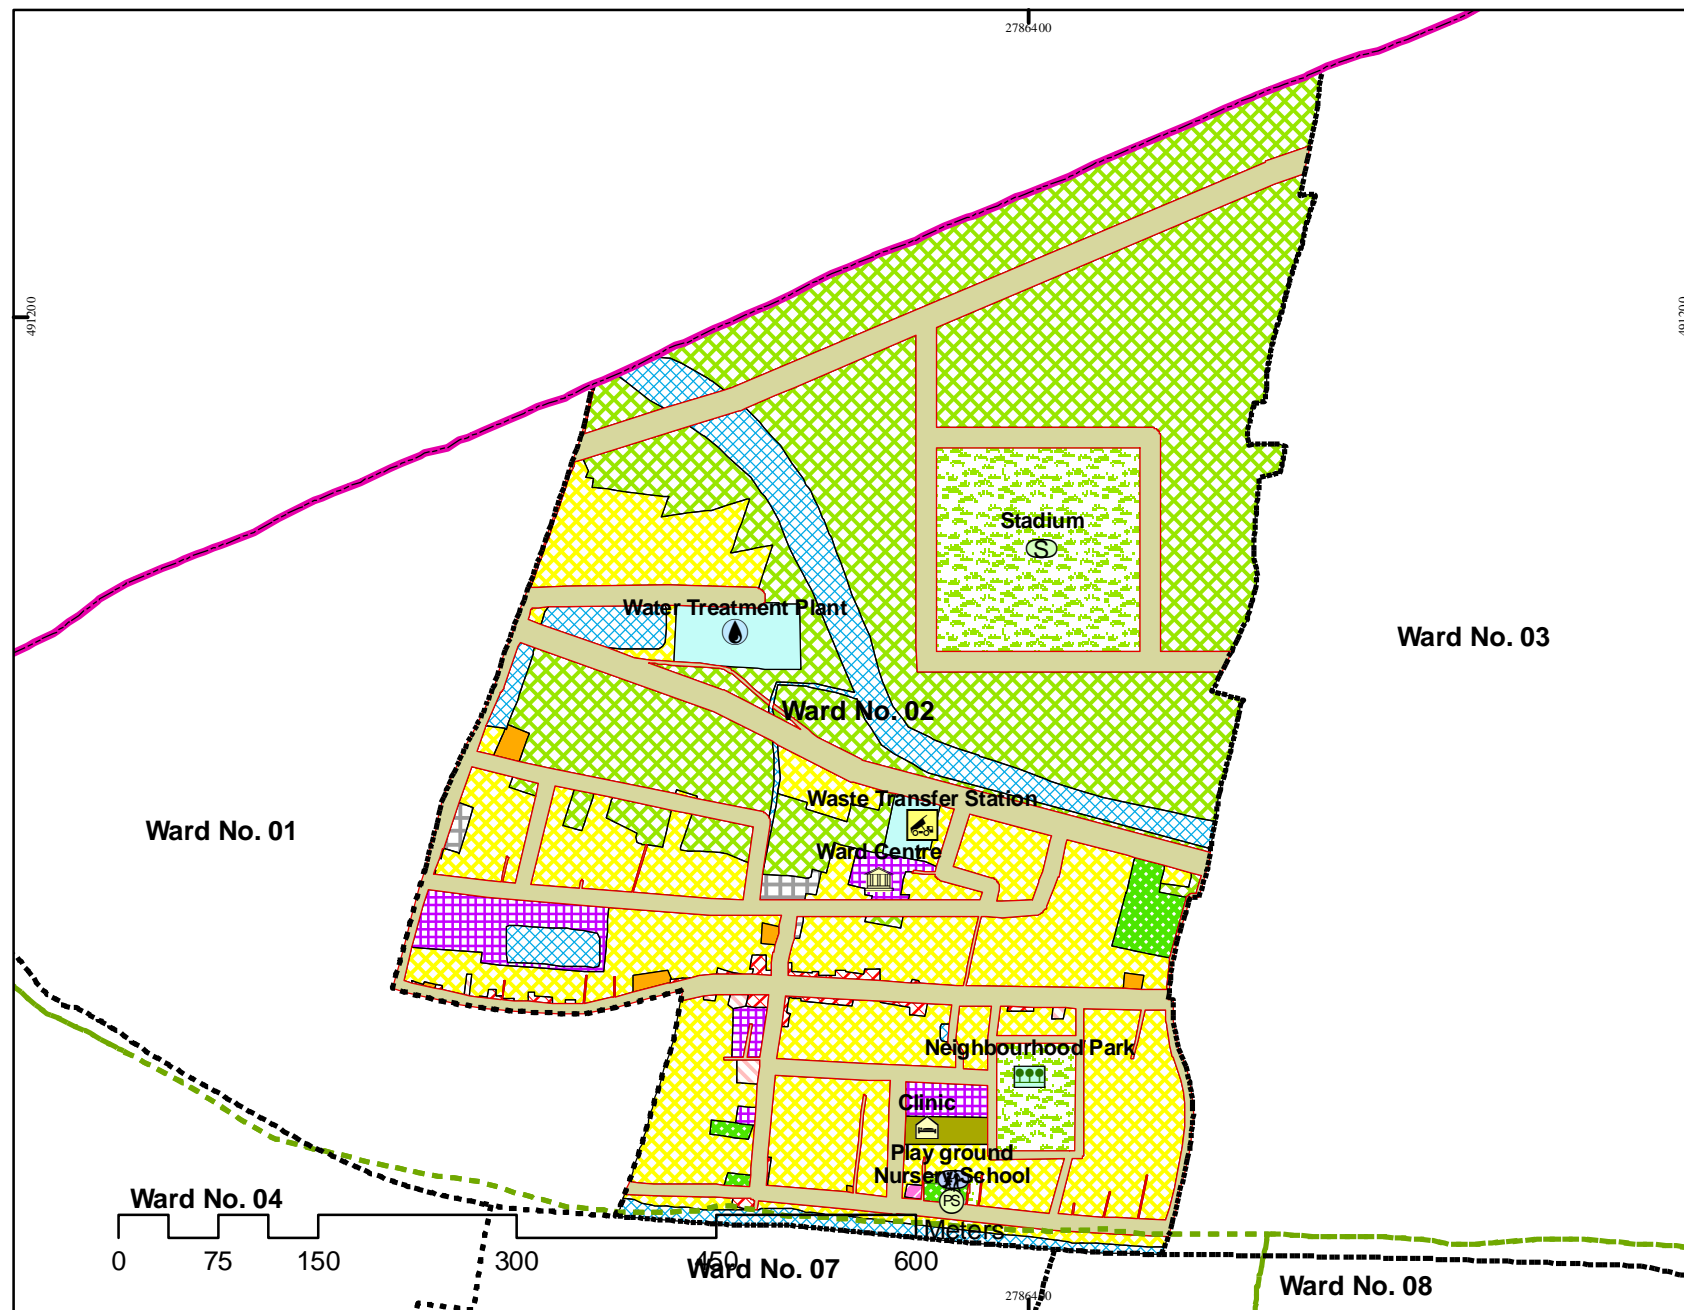 2786400
491200
491200
Stadium
S
Water Treatment Plant
Ward No. 03
Ward No. 02
Waste Transfer Station
Ward No. 01
Ward Centre
Neighbourhood Park
Clinic
Play ground
Nursery School
PS
Ward No. 04
Meters
0 75 150 300 450 600
Ward No. 07
Ward No. 08
2786400